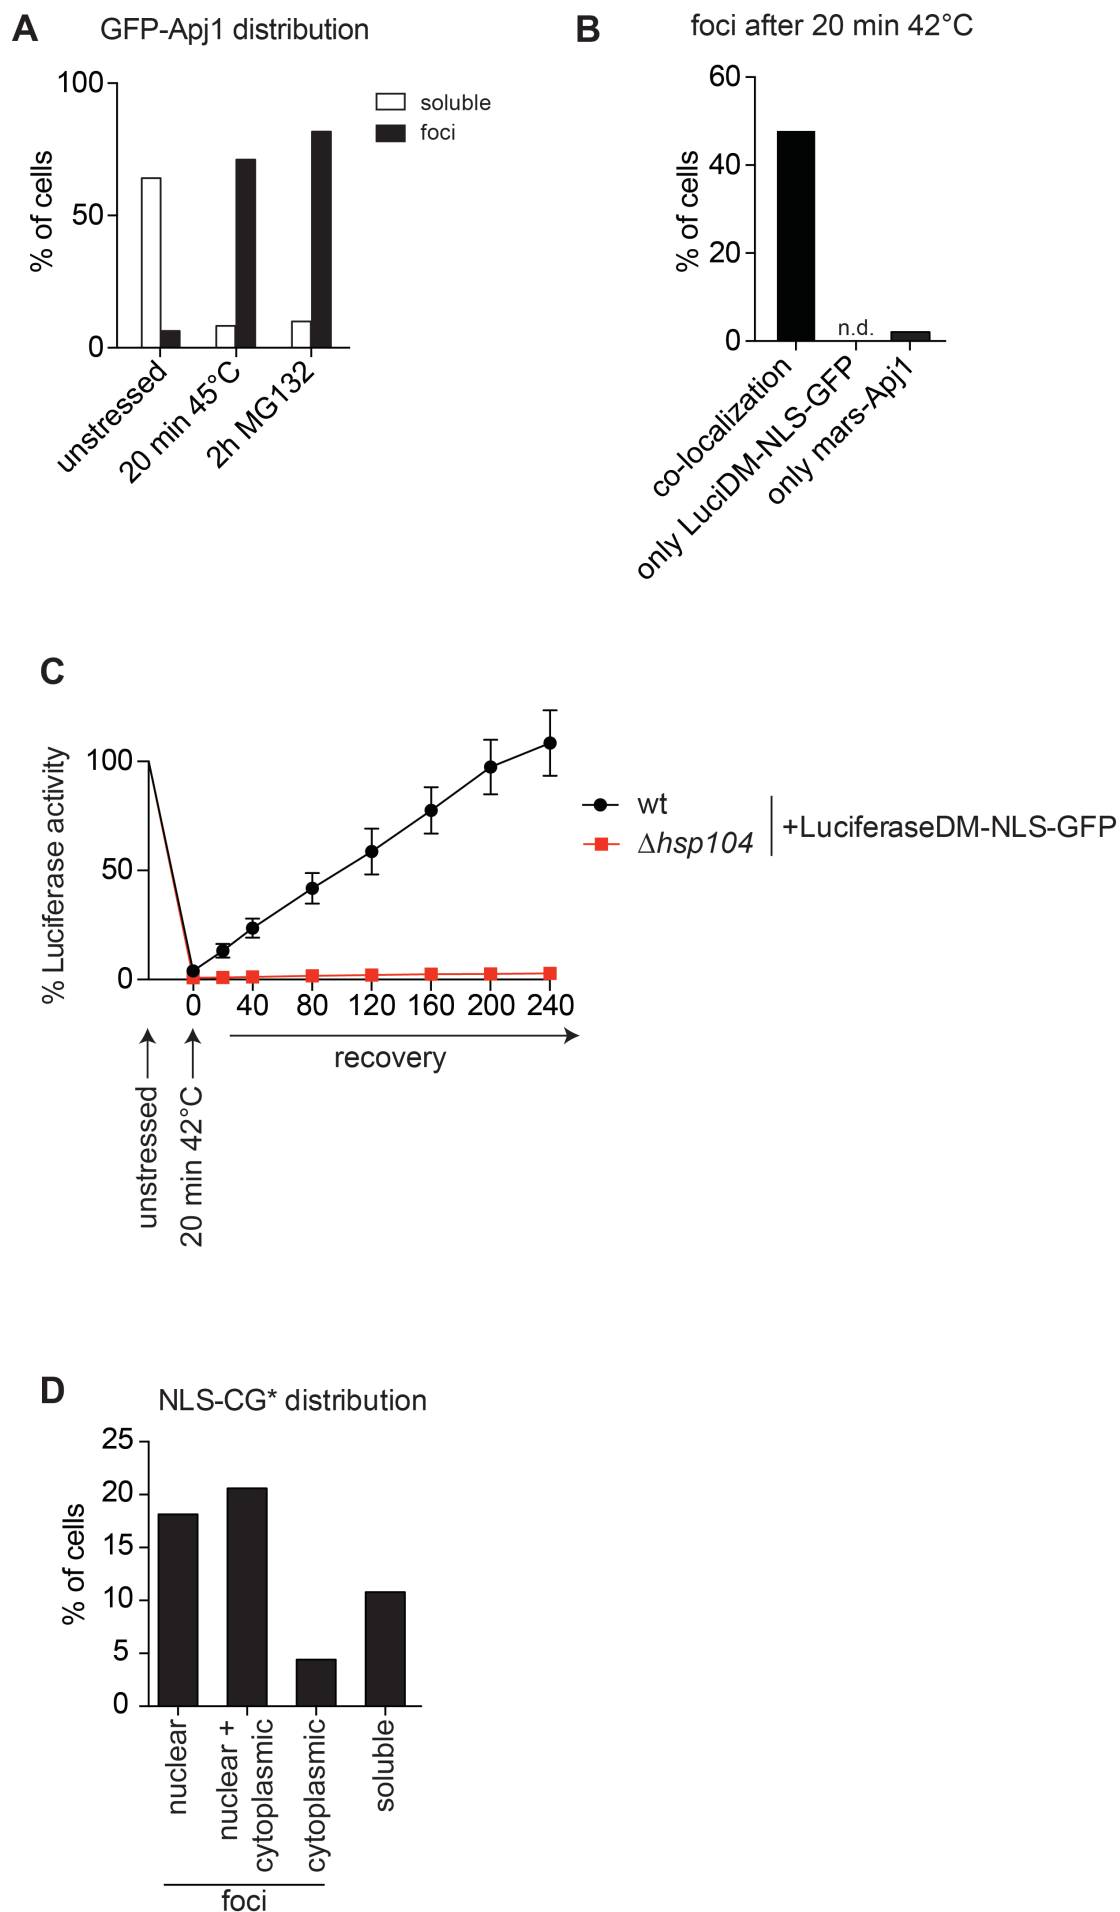 A
GFP-Apj1 distribution
100
50
0
% of cells
soluble
foci
unstressed
20 min 45°C
2h MG132
B
foci after 20 min 42°C
60
40
20
0
% of cells
n.d.
co-localization
only LuciDM-NLS-GFP
only mars-Apj1
C
100
50
0
% Luciferase activity
0 40 80 120 160 200 240
recovery
unstressed
20 min 42°C
wt
Δhsp104
+LuciferaseDM-NLS-GFP
D
NLS-CG* distribution
25
20
15
10
5
0
% of cells
nuclear
nuclear +
cytoplasmic
cytoplasmic
soluble
foci